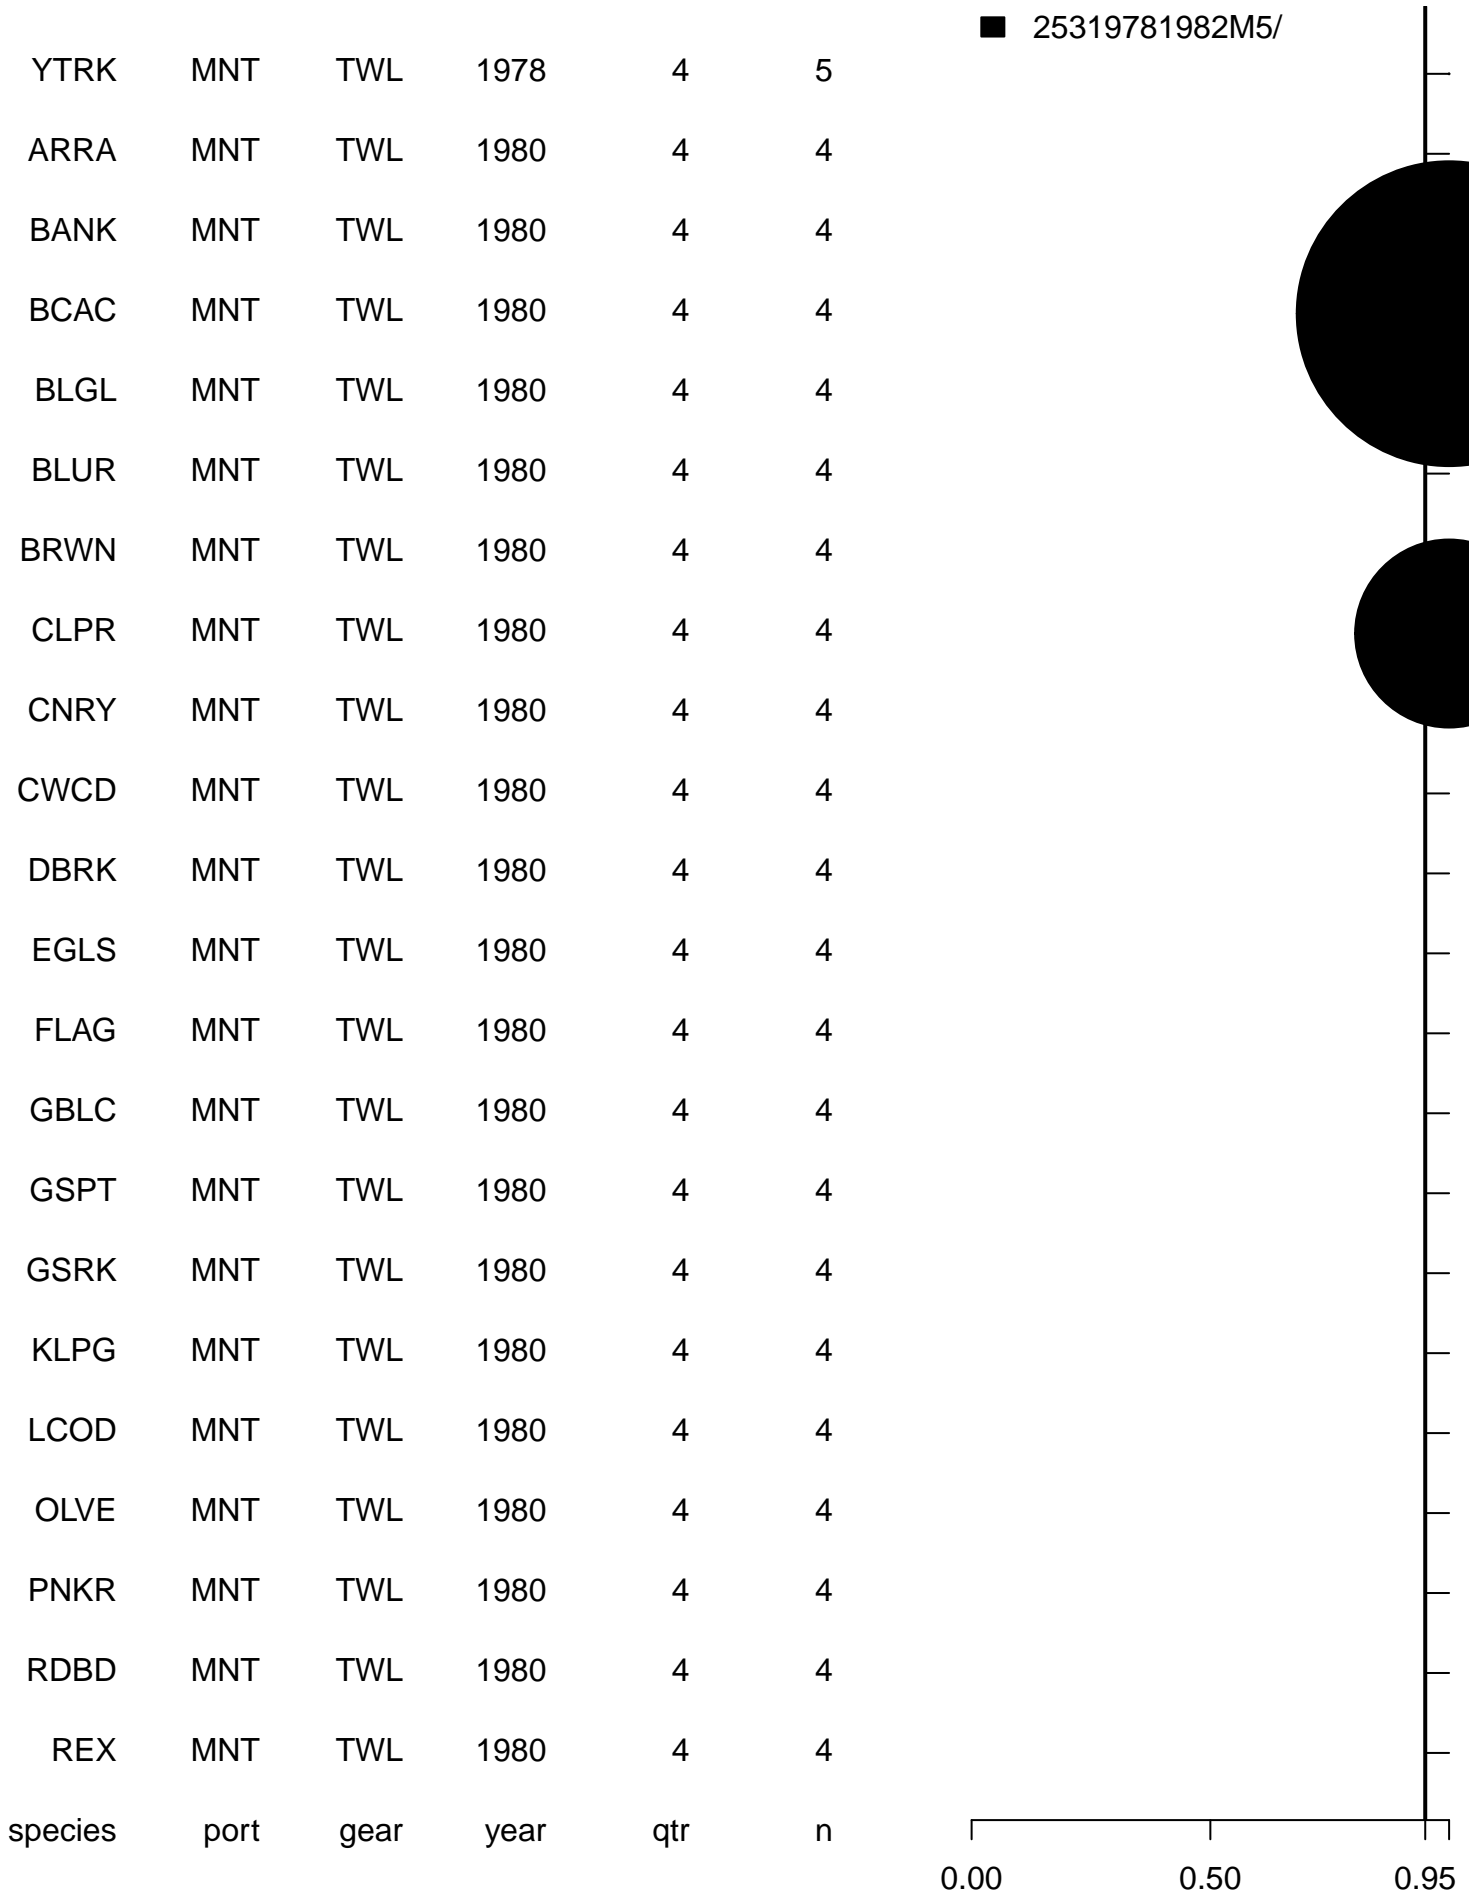 25319781982M5/
YTRK MNT TWL 1978 4 5
ARRA MNT TWL 1980 4 4
BANK MNT TWL 1980 4 4
BCAC MNT TWL 1980 4 4
BLGL MNT TWL 1980 4 4
BLUR MNT TWL 1980 4 4
BRWN MNT TWL 1980 4 4
CLPR MNT TWL 1980 4 4
CNRY MNT TWL 1980 4 4
CWCD MNT TWL 1980 4 4
DBRK MNT TWL 1980 4 4
EGLS MNT TWL 1980 4 4
FLAG MNT TWL 1980 4 4
GBLC MNT TWL 1980 4 4
GSPT MNT TWL 1980 4 4
GSRK MNT TWL 1980 4 4
KLPG MNT TWL 1980 4 4
LCOD MNT TWL 1980 4 4
OLVE MNT TWL 1980 4 4
PNKR MNT TWL 1980 4 4
RDBD MNT TWL 1980 4 4
REX MNT TWL 1980 4 4
species port gear year qtr n
0.00 0.50 0.95